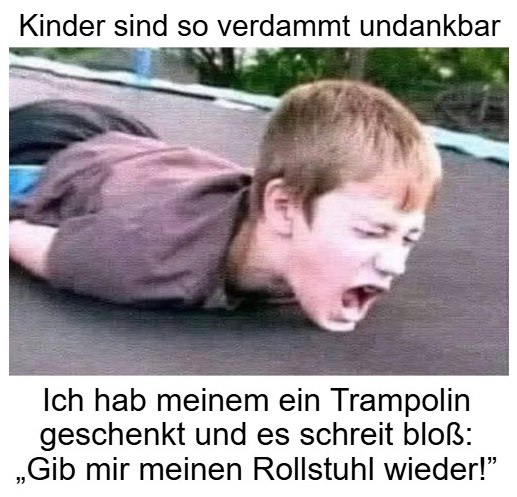 Kinder sind so verdammt undankbar
Ich hab meinem ein Trampolin
geschenkt und es schreit bloß:
„Gib mir meinen Rollstuhl wieder!”